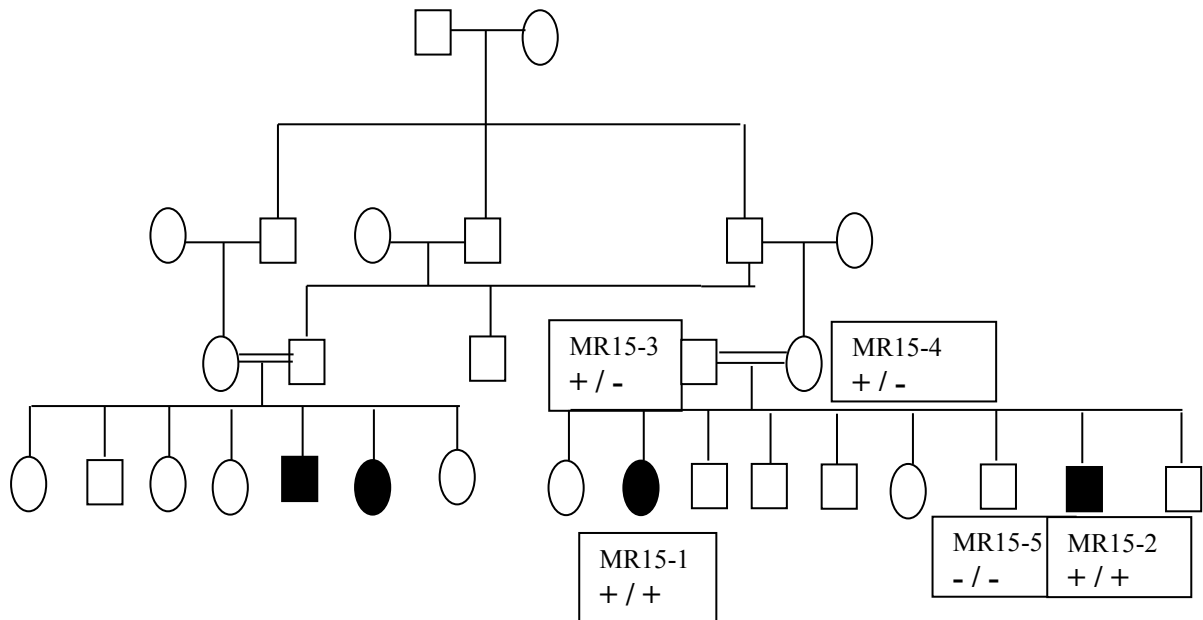 MR15-3
+ / -
MR15-4
+ / -
MR15-1
+ / +
MR15-5
- / -
MR15-2
+ / +